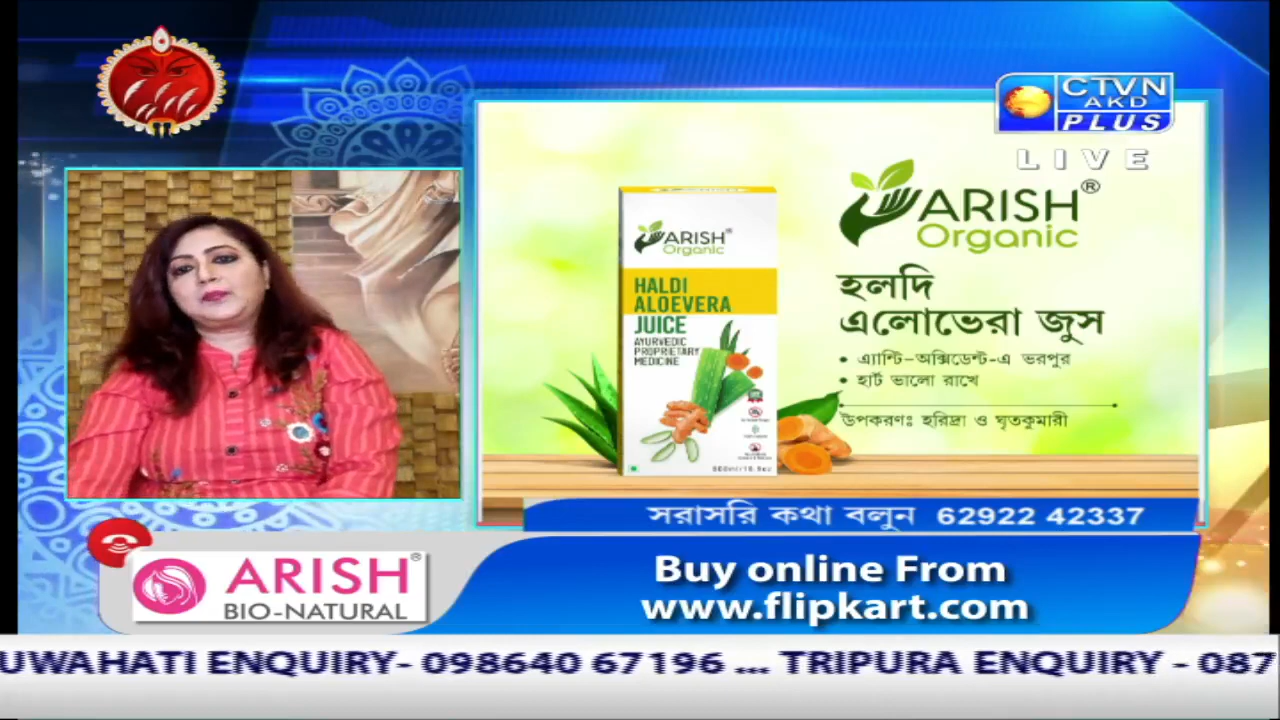 CTVN
AKD
PLUS
LIVE
ARISH®
Organic
ARISH®
Organic
HALDI
ALOEVERA
JUICE
AYURVEDIC
PROPRIETARY
MEDICINE
হলদি
এলোভেরা জুস
• এ্যান্টি-অক্সিডেন্ট-এ ভরপুর
• হার্ট ভালো রাখে
উপকরণঃ হরিদ্রা ও ঘৃতকুমারী
সরাসরি কথা বলুন 62922 42337
ARISH®
BIO-NATURAL
Buy online From
www.flipkart.com
UWAHATI ENQUIRY- 098640 67196 ... TRIPURA ENQUIRY - 087